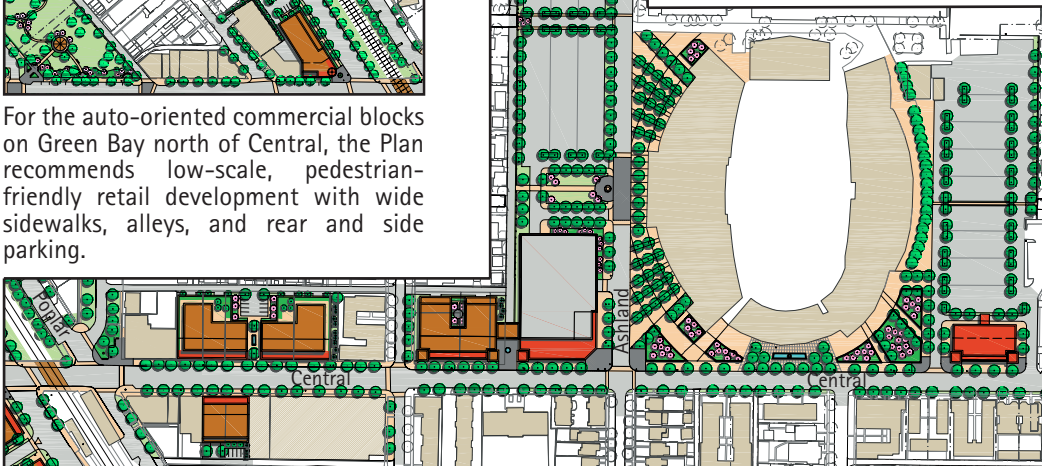 For the auto-oriented commercial blocks
on Green Bay north of Central, the Plan
recommends low-scale, pedestrian-
friendly retail development with wide
sidewalks, alleys, and rear and side
parking.
Poplar
Ashland
Central
Central